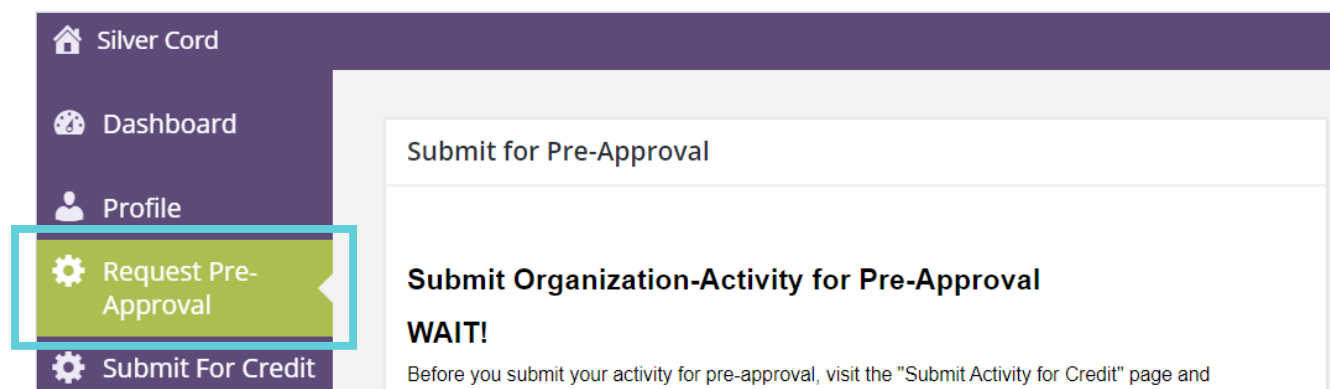 Silver Cord
Dashboard
Profile
Request Pre-
Approval
Submit For Credit
Submit for Pre-Approval
Submit Organization-Activity for Pre-Approval
WAIT!
Before you submit your activity for pre-approval, visit the "Submit Activity for Credit" page and